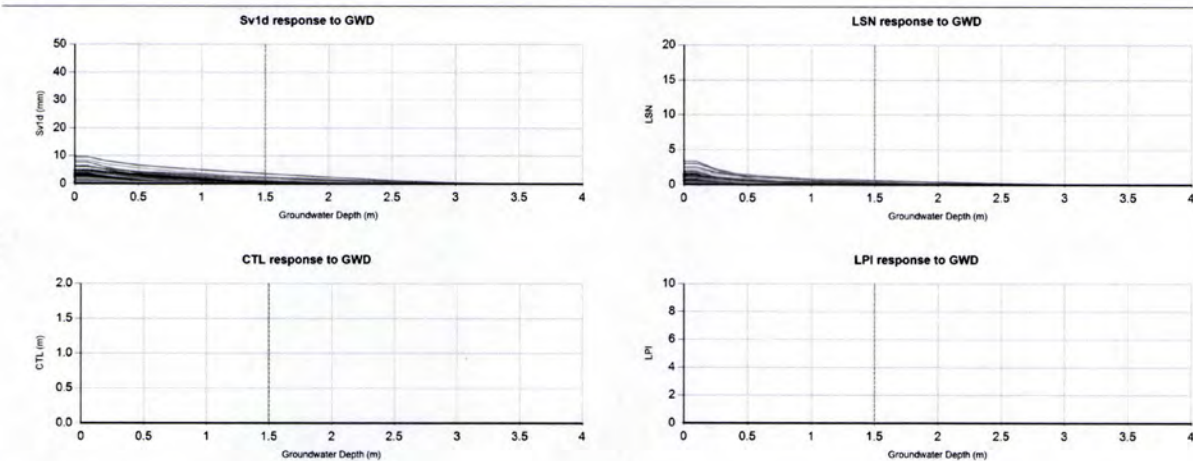 Sv1d response to GWD
50
40
30
20
10
0
Sv1d (mm)
0 0.5 1 1.5 2 2.5 3 3.5 4
Groundwater Depth (m)
LSN response to GWD
20
15
10
5
0
LSN
0 0.5 1 1.5 2 2.5 3 3.5 4
Groundwater Depth (m)
CTL response to GWD
2.0
1.5
1.0
0.5
0.0
CTL (m)
0 0.5 1 1.5 2 2.5 3 3.5 4
Groundwater Depth (m)
LPI response to GWD
10
8
6
4
2
0
LPI
0 0.5 1 1.5 2 2.5 3 3.5 4
Groundwater Depth (m)